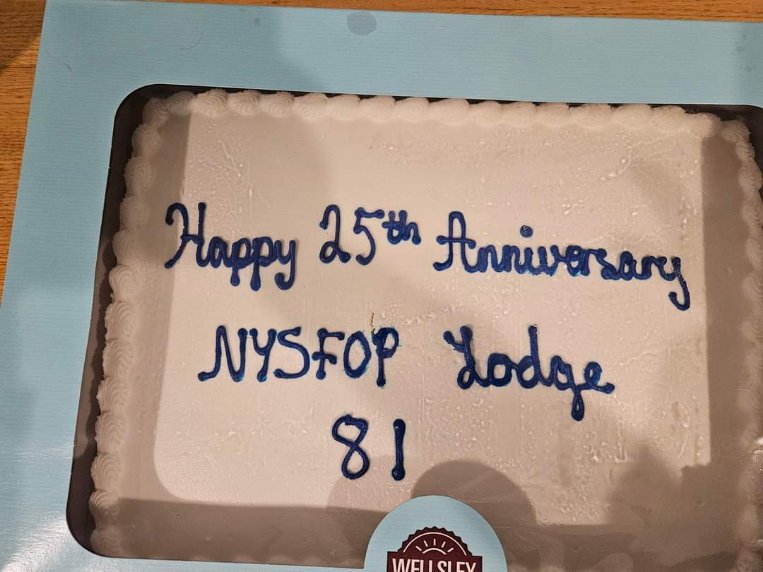 Happy 25th Anniversary
NYSFOP Lodge
81
WELLSLEY